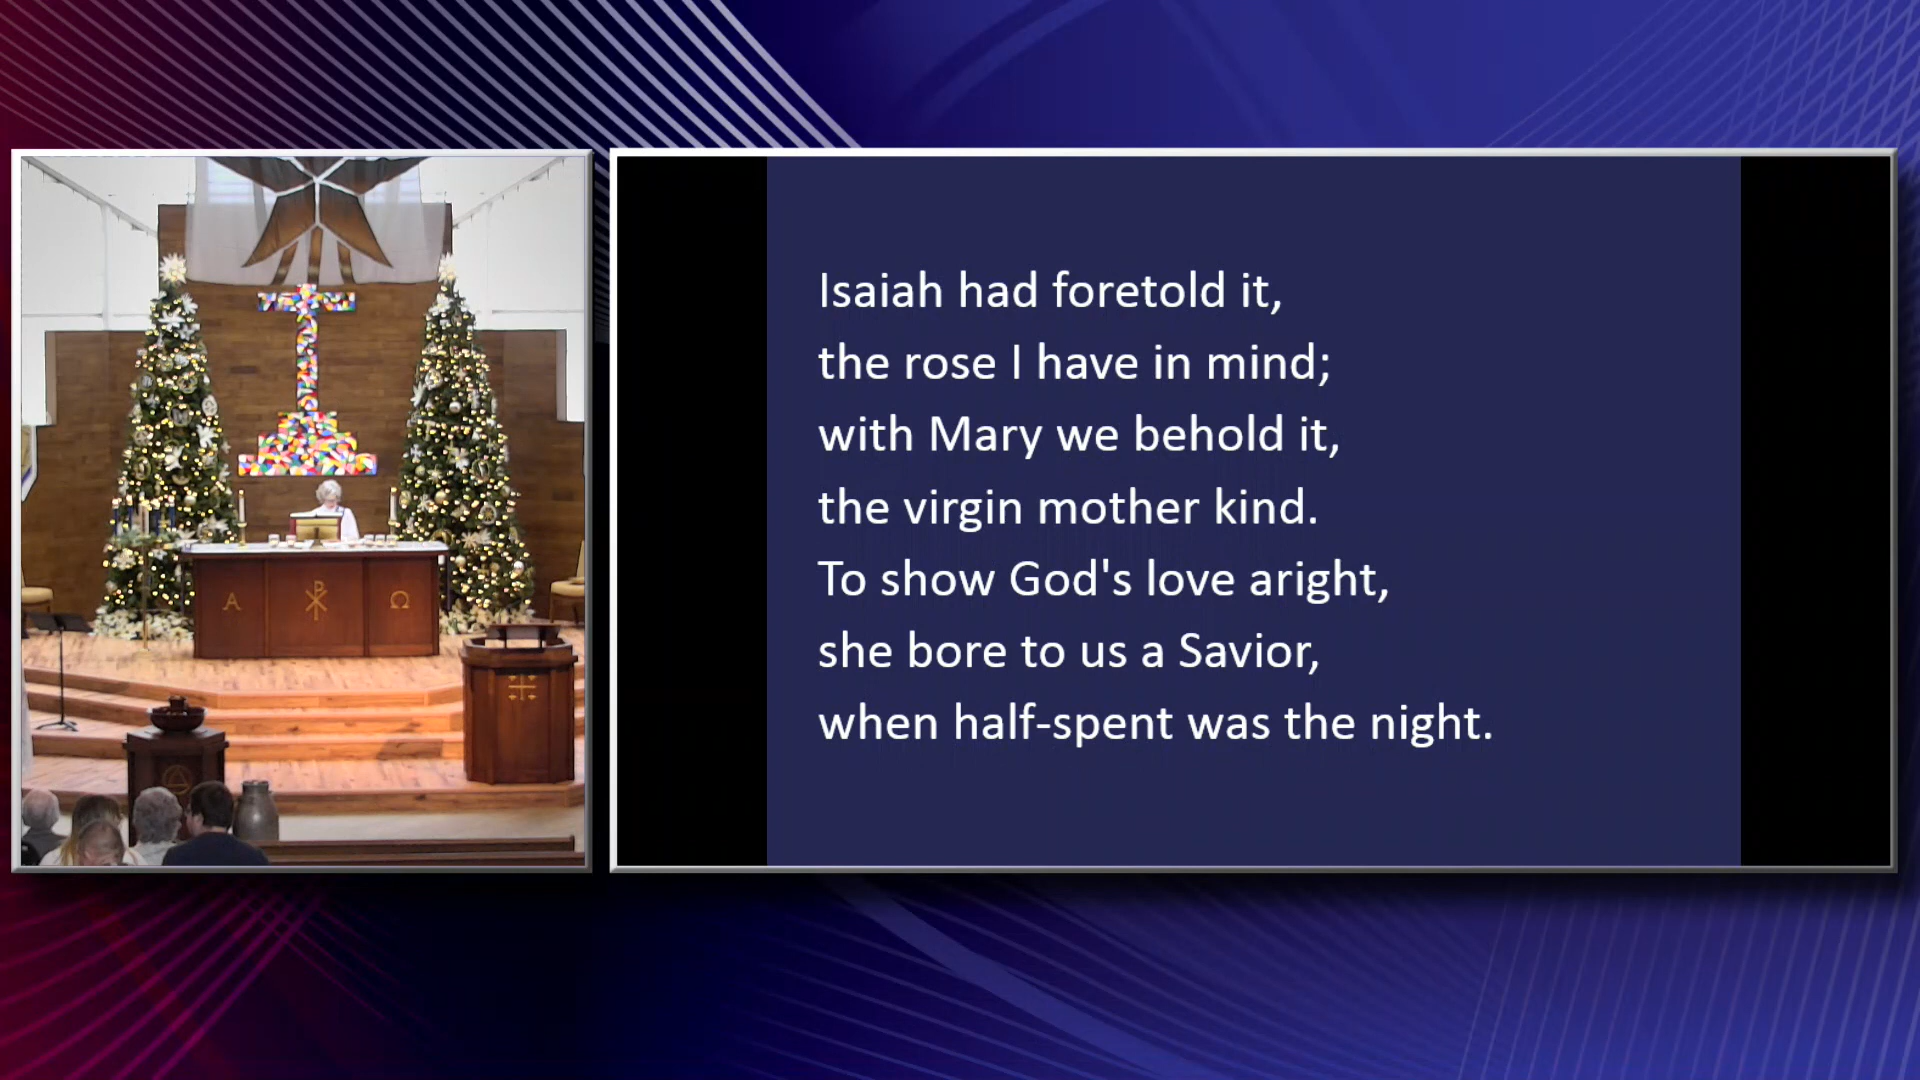 Isaiah had foretold it,
the rose I have in mind;
with Mary we behold it,
the virgin mother kind.
To show God's love aright,
she bore to us a Savior,
when half-spent was the night.
Α ☧ Ω